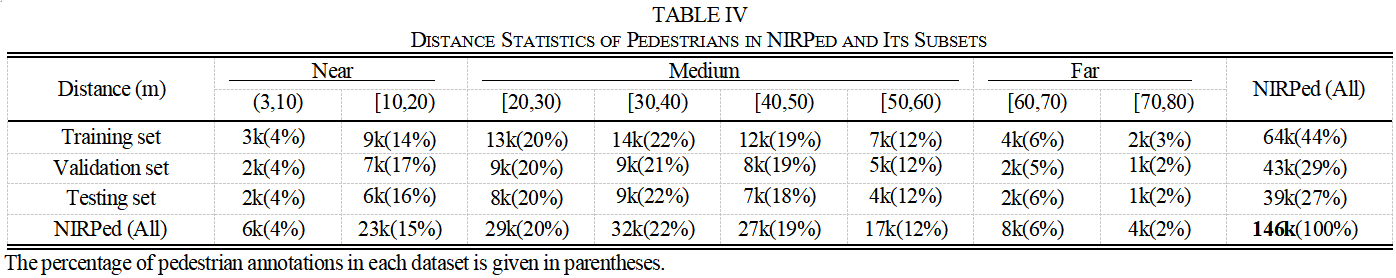 TABLE IV
DISTANCE STATISTICS OF PEDESTRIANS IN NIRPED AND ITS SUBSETS
Distance (m) Near Medium Far NIRPed (All)
(3,10) [10,20) [20,30) [30,40) [40,50) [50,60) [60,70) [70,80)
Training set 3k(4%) 9k(14%) 13k(20%) 14k(22%) 12k(19%) 7k(12%) 4k(6%) 2k(3%) 64k(44%)
Validation set 2k(4%) 7k(17%) 9k(20%) 9k(21%) 8k(19%) 5k(12%) 2k(5%) 1k(2%) 43k(29%)
Testing set 2k(4%) 6k(16%) 8k(20%) 9k(22%) 7k(18%) 4k(12%) 2k(6%) 1k(2%) 39k(27%)
NIRPed (All) 6k(4%) 23k(15%) 29k(20%) 32k(22%) 27k(19%) 17k(12%) 8k(6%) 4k(2%) 146k(100%)
The percentage of pedestrian annotations in each dataset is given in parentheses.